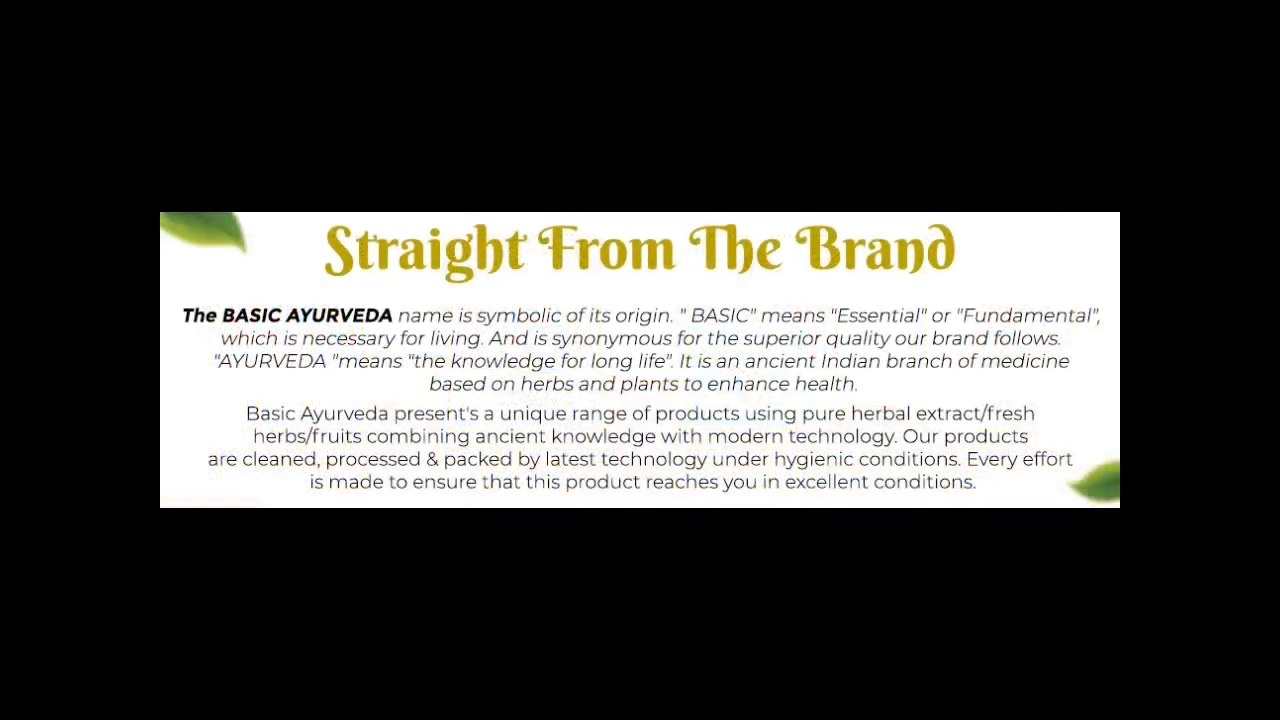 Straight From The Brand
The BASIC AYURVEDA name is symbolic of its origin. " BASIC" means "Essential" or "Fundamental",
which is necessary for living. And is synonymous for the superior quality our brand follows.
"AYURVEDA "means "the knowledge for long life". It is an ancient Indian branch of medicine
based on herbs and plants to enhance health.
Basic Ayurveda present's a unique range of products using pure herbal extract/fresh
herbs/fruits combining ancient knowledge with modern technology. Our products
are cleaned, processed & packed by latest technology under hygienic conditions. Every effort
is made to ensure that this product reaches you in excellent conditions.